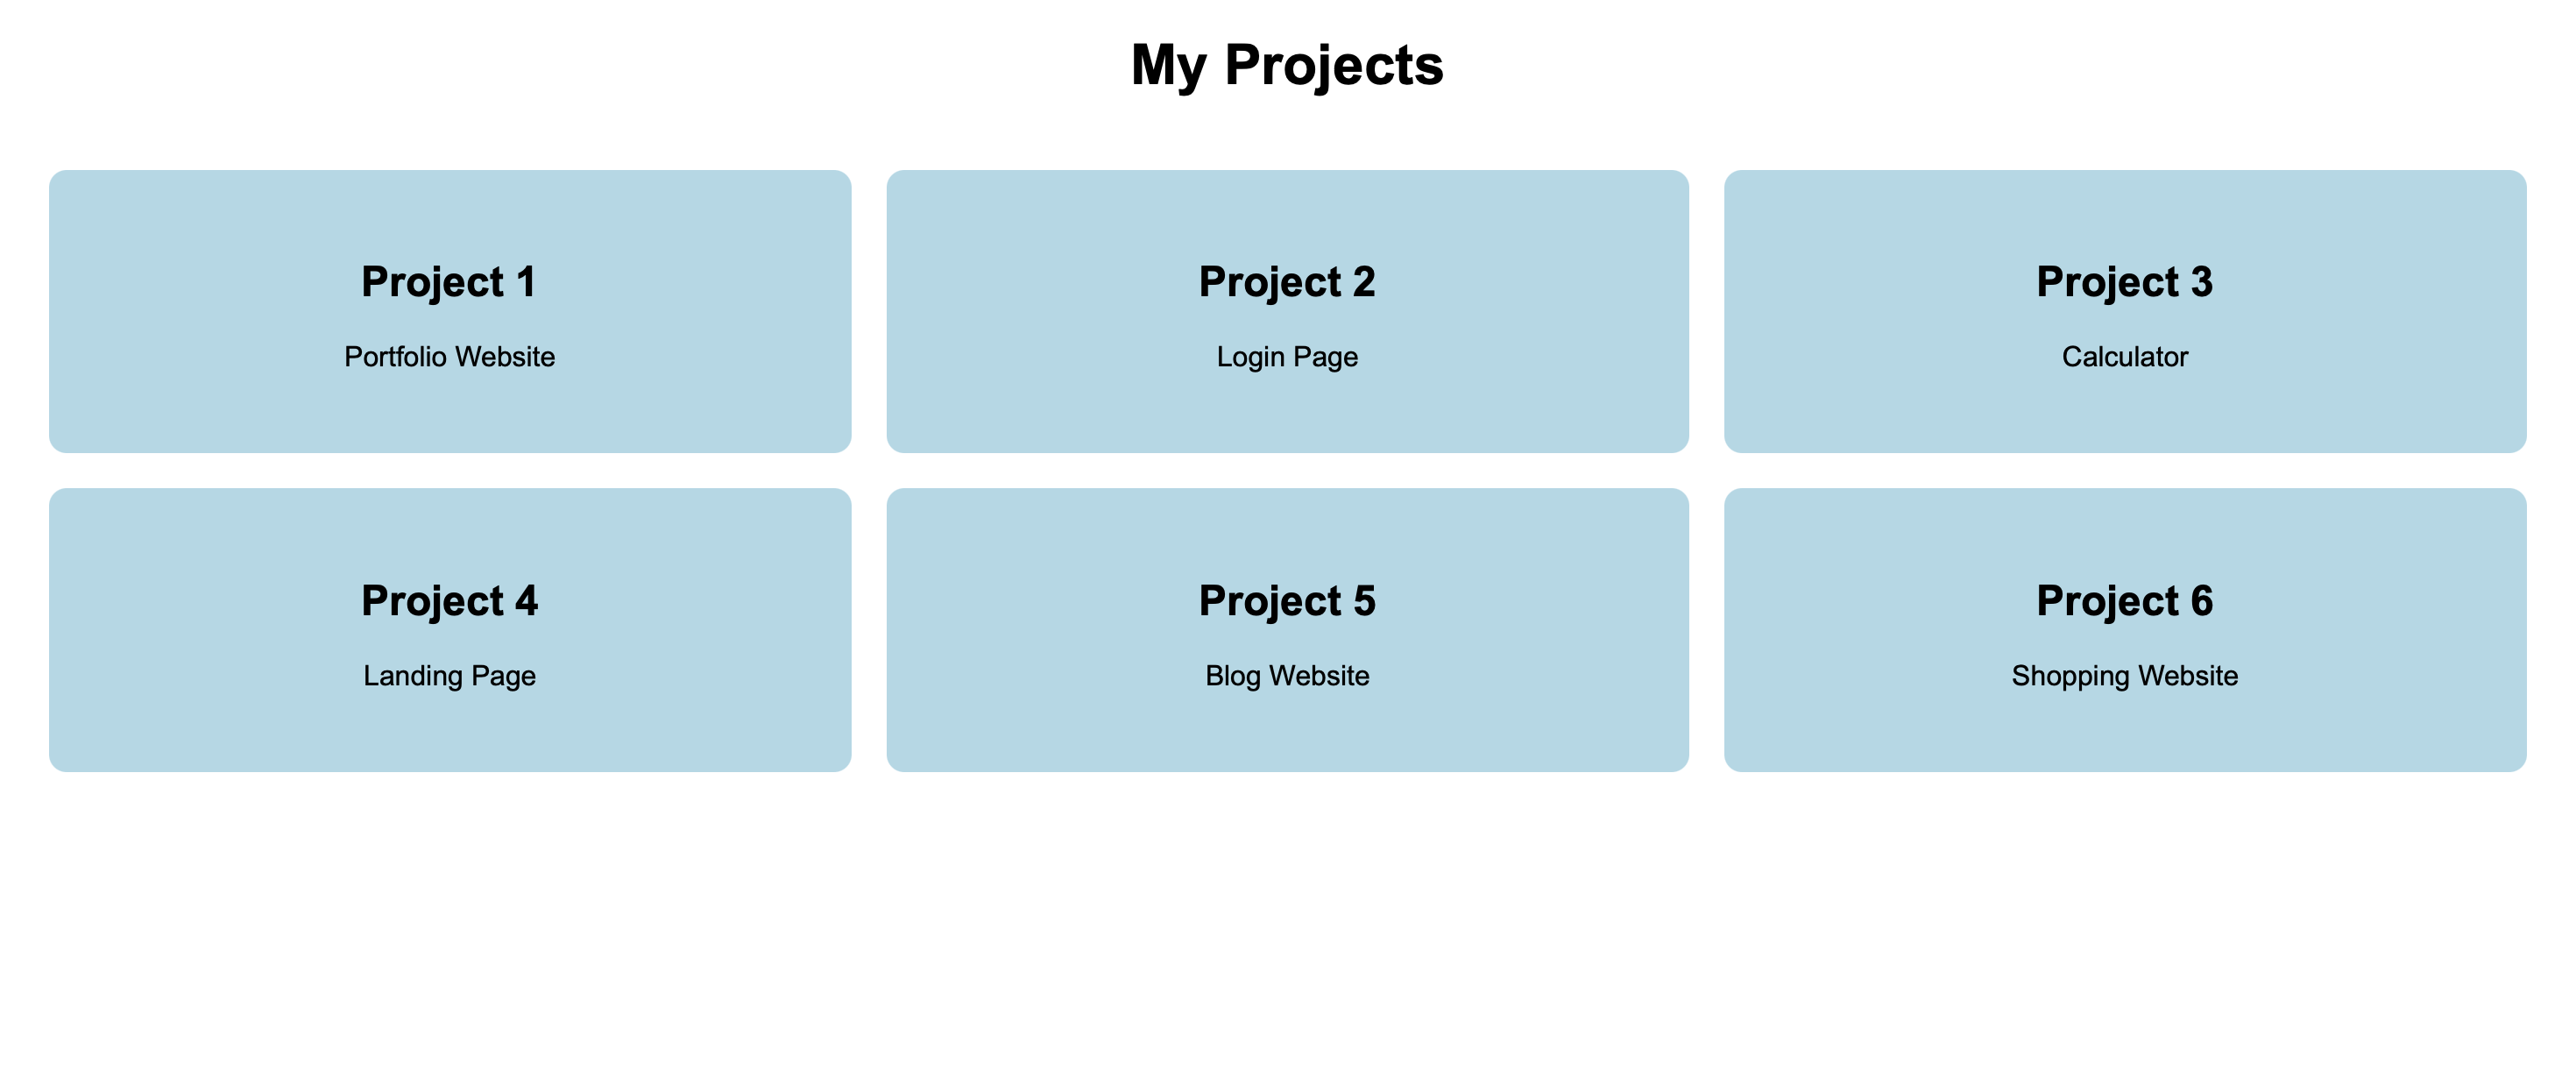 My Projects
Project 1
Portfolio Website
Project 2
Login Page
Project 3
Calculator
Project 4
Landing Page
Project 5
Blog Website
Project 6
Shopping Website